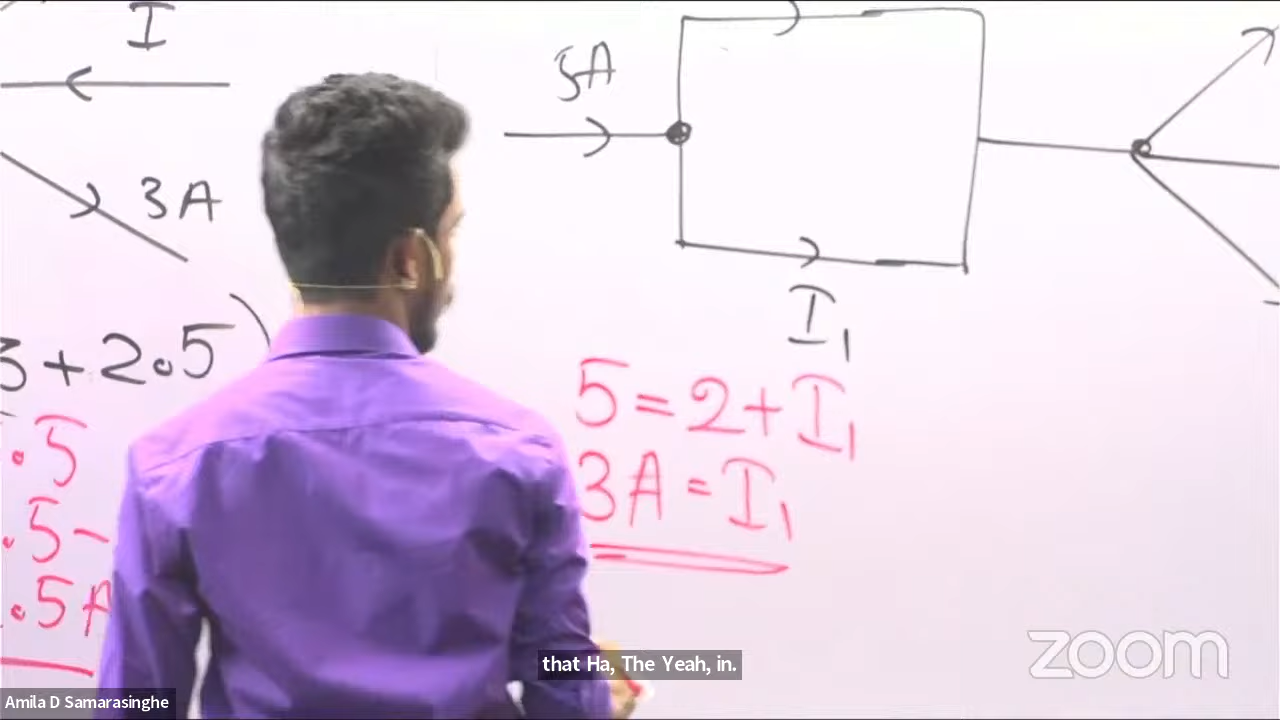 I
3A
3+2.5)
.5
.5-
.5A
5A
I₁
5=2+I₁
3A=I₁
that Ha, The Yeah, in.
Amila D Samarasinghe
zoom